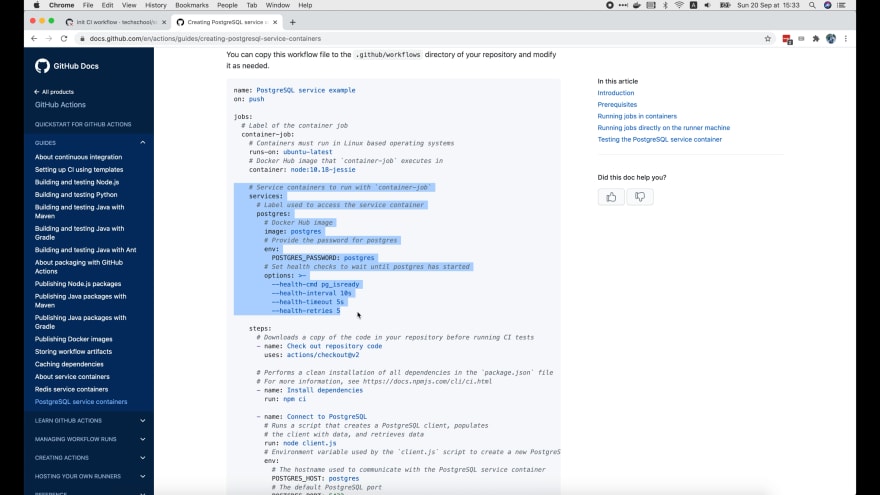 Chrome File Edit View History Bookmarks People Tab Window Help
Sun 20 Sep at 15:33
Init CI workflow · techschool/si
Creating PostgreSQL service c
docs.github.com/en/actions/guides/creating-postgresql-service-containers
GitHub Docs
← All products
GitHub Actions
QUICKSTART FOR GITHUB ACTIONS
GUIDES
About continuous integration
Setting up CI using templates
Building and testing Node.js
Building and testing Python
Building and testing Java with
Maven
Building and testing Java with
Gradle
Building and testing Java with Ant
About packaging with GitHub
Actions
Publishing Node.js packages
Publishing Java packages with
Maven
Publishing Java packages with
Gradle
Publishing Docker images
Storing workflow artifacts
Caching dependencies
About service containers
Redis service containers
PostgreSQL service containers
LEARN GITHUB ACTIONS
MANAGING WORKFLOW RUNS
CREATING ACTIONS
HOSTING YOUR OWN RUNNERS
REFERENCE
You can copy this workflow file to the .github/workflows directory of your repository and modify
it as needed.
name: PostgreSQL service example
on: push
jobs:
# Label of the container job
container-job:
# Containers must run in Linux based operating systems
runs-on: ubuntu-latest
# Docker Hub image that `container-job` executes in
container: node:10.18-jessie
# Service containers to run with `container-job`
services:
# Label used to access the service container
postgres:
# Docker Hub image
image: postgres
# Provide the password for postgres
env:
POSTGRES_PASSWORD: postgres
# Set health checks to wait until postgres has started
options: >-
--health-cmd pg_isready
--health-interval 10s
--health-timeout 5s
--health-retries 5
steps:
# Downloads a copy of the code in your repository before running CI tests
- name: Check out repository code
uses: actions/checkout@v2
# Performs a clean installation of all dependencies in the `package.json` file
# For more information, see https://docs.npmjs.com/cli/ci.html
- name: Install dependencies
run: npm ci
- name: Connect to PostgreSQL
# Runs a script that creates a PostgreSQL client, populates
# the client with data, and retrieves data
run: node client.js
# Environment variable used by the `client.js` script to create a new PostgreS
env:
# The hostname used to communicate with the PostgreSQL service container
POSTGRES_HOST: postgres
# The default PostgreSQL port
POSTGRES_PORT: 5432
In this article
Introduction
Prerequisites
Running jobs in containers
Running jobs directly on the runner machine
Testing the PostgreSQL service container
Did this doc help you?